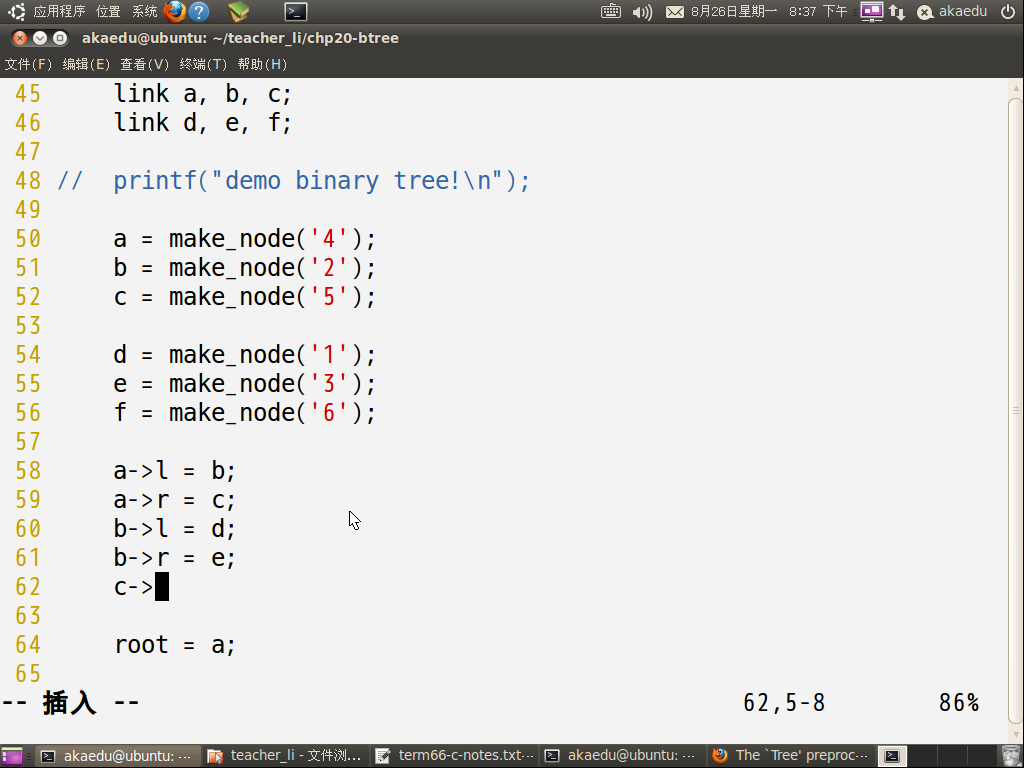 应用程序 位置 系统 8月26日星期一 8:37 下午 akaedu
akaedu@ubuntu: ~/teacher_li/chp20-btree
文件(F) 编辑(E) 查看(V) 终端(T) 帮助(H)
45 link a, b, c;
46 link d, e, f;
47
48 // printf("demo binary tree!\n");
49
50 a = make_node('4');
51 b = make_node('2');
52 c = make_node('5');
53
54 d = make_node('1');
55 e = make_node('3');
56 f = make_node('6');
57
58 a->l = b;
59 a->r = c;
60 b->l = d;
61 b->r = e;
62 c->
63
64 root = a;
65
-- 插入 -- 62,5-8 86%
akaedu@ubuntu: ... teacher_li - 文件浏... term66-c-notes.txt... akaedu@ubuntu: ... The `Tree' preproc...